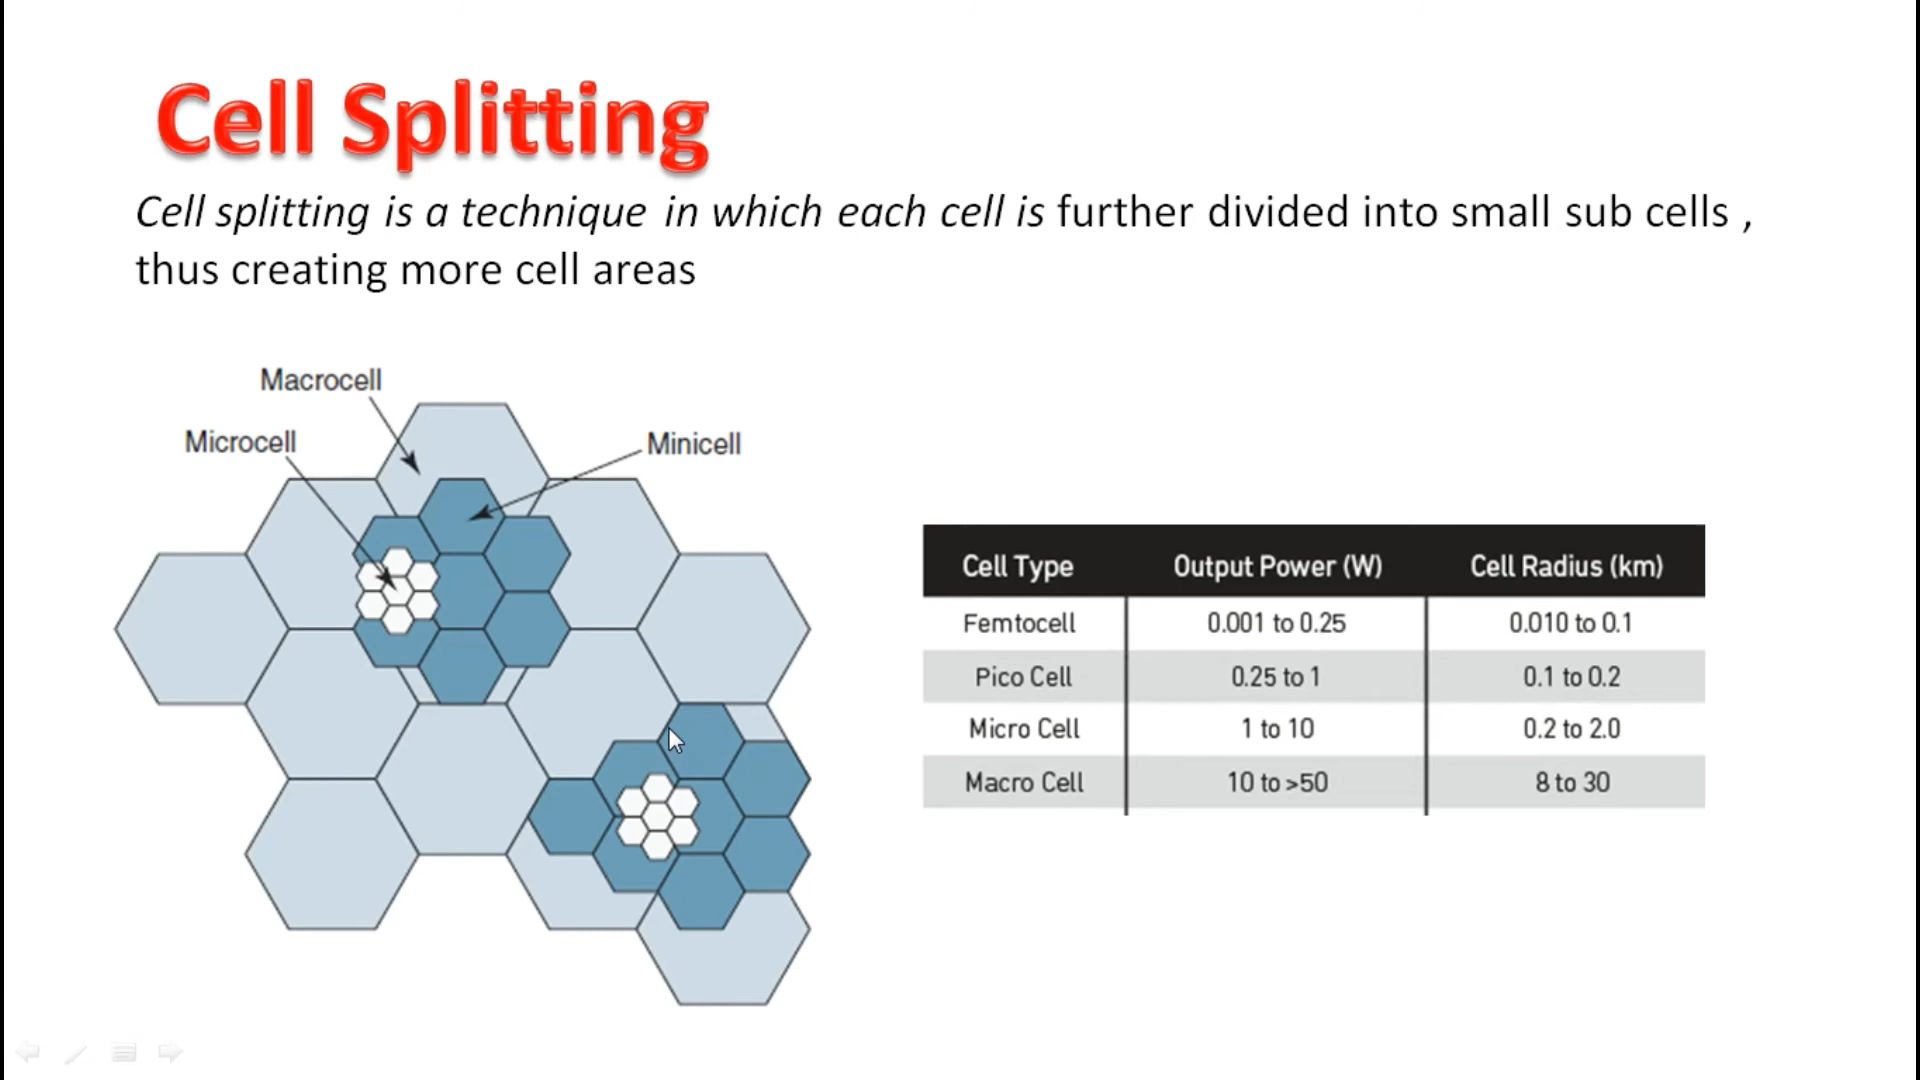 Cell Splitting
Cell splitting is a technique in which each cell is further divided into small sub cells ,
thus creating more cell areas
Macrocell
Microcell
Minicell
Cell Type Output Power (W) Cell Radius (km)
Femtocell 0.001 to 0.25 0.010 to 0.1
Pico Cell 0.25 to 1 0.1 to 0.2
Micro Cell 1 to 10 0.2 to 2.0
Macro Cell 10 to >50 8 to 30